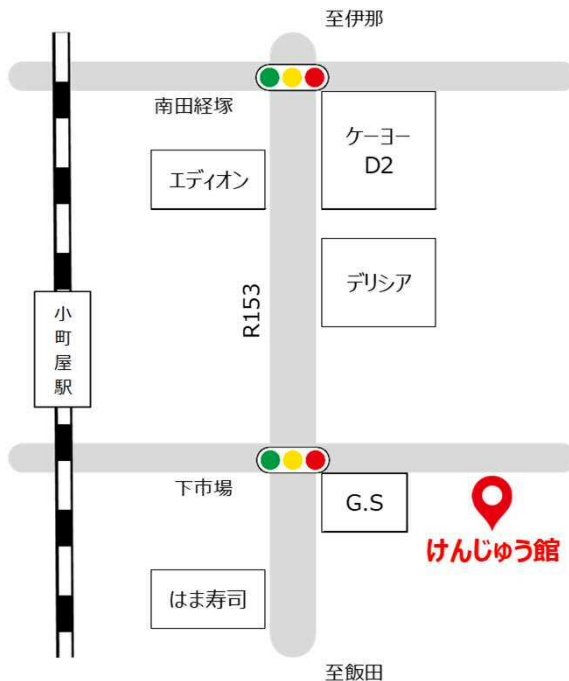 至伊那
南田経塚
ケーヨー
D2
エディオン
デリシア
R153
小町屋駅
下市場
G.S
けんじゅう館
はま寿司
至飯田